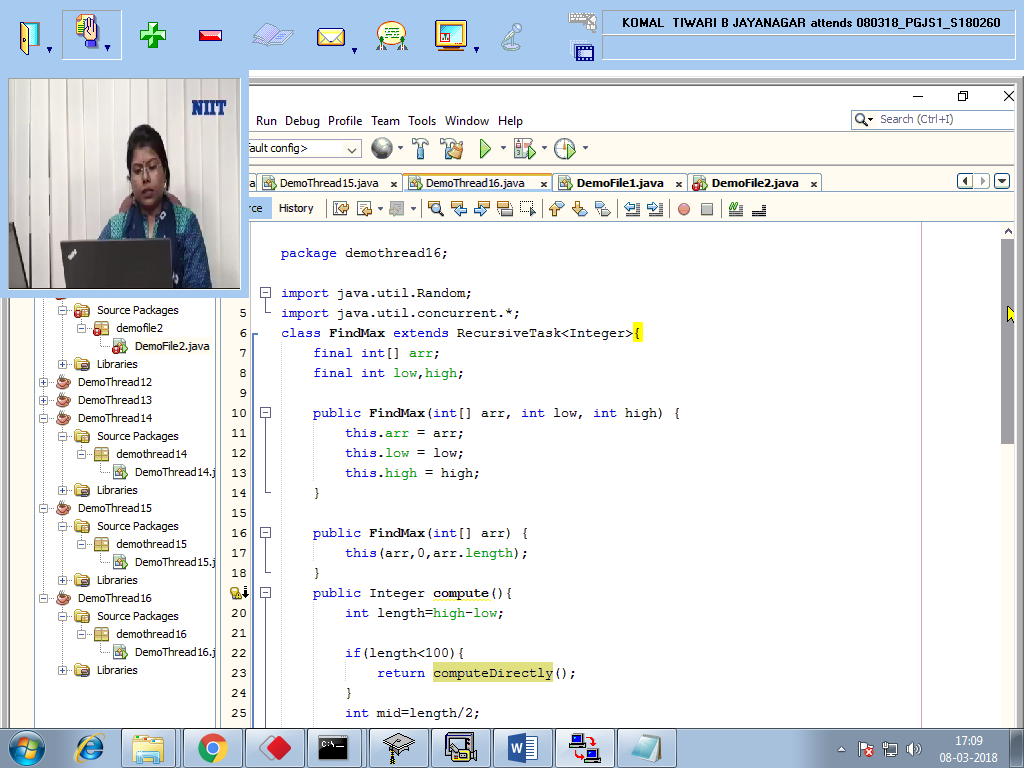 KOMAL TIWARI B JAYANAGAR attends 080318_PGJS1_S180260
NIIT
Run Debug Profile Team Tools Window Help
Search (Ctrl+I)
fault config>
DemoThread15.java
DemoThread16.java
DemoFile1.java
DemoFile2.java
rce
History
Source Packages
demofile2
DemoFile2.java
Libraries
DemoThread12
DemoThread13
DemoThread14
Source Packages
demothread14
DemoThread14.j
Libraries
DemoThread15
Source Packages
demothread15
DemoThread15.j
Libraries
DemoThread16
Source Packages
demothread16
DemoThread16.j
Libraries
package demothread16;
import java.util.Random;
5 import java.util.concurrent.*;
6 class FindMax extends RecursiveTask<Integer>{
7 final int[] arr;
8 final int low,high;
9
10 public FindMax(int[] arr, int low, int high) {
11 this.arr = arr;
12 this.low = low;
13 this.high = high;
14 }
15
16 public FindMax(int[] arr) {
17 this(arr,0,arr.length);
18 }
public Integer compute(){
20 int length=high-low;
21
22 if(length<100){
23 return computeDirectly();
24 }
25 int mid=length/2;
17:09
08-03-2018